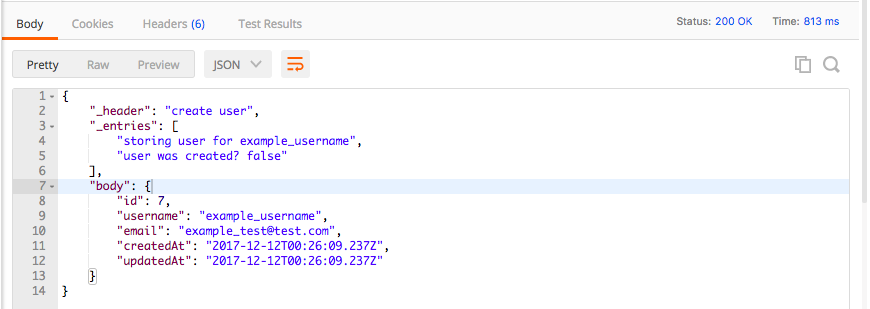 Body Cookies Headers (6) Test Results Status: 200 OK Time: 813 ms
Pretty Raw Preview JSON
1 {
2 "_header": "create user",
3 "_entries": [
4 "storing user for example_username",
5 "user was created? false"
6 ],
7 "body": {
8 "id": 7,
9 "username": "example_username",
10 "email": "example_test@test.com",
11 "createdAt": "2017-12-12T00:26:09.237Z",
12 "updatedAt": "2017-12-12T00:26:09.237Z"
13 }
14 }